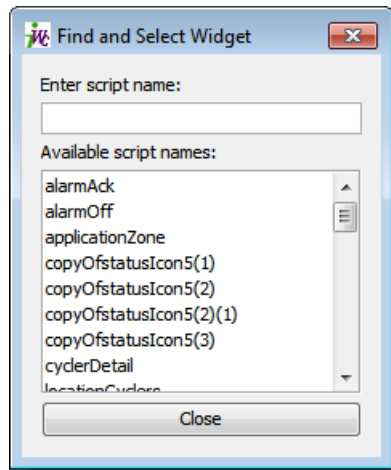 Find and Select Widget
Enter script name:
Available script names:
alarmAck
alarmOff
applicationZone
copyOfstatusIcon5(1)
copyOfstatusIcon5(2)
copyOfstatusIcon5(2)(1)
copyOfstatusIcon5(3)
cyclerDetail
locationCyclers
Close